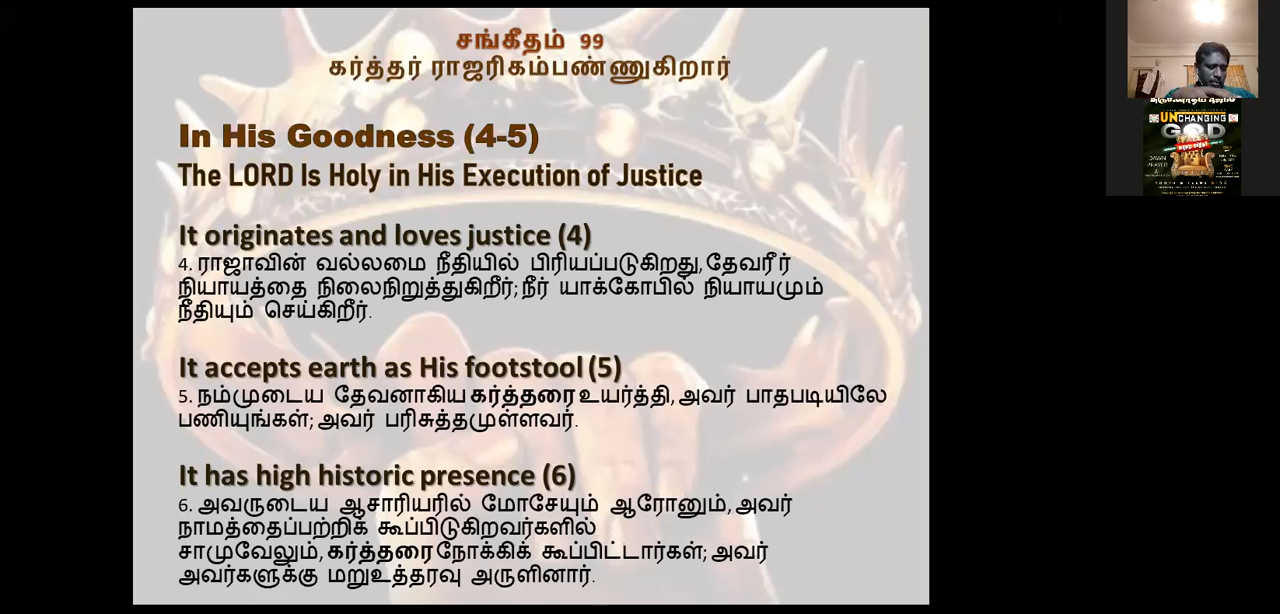 சங்கீதம் 99
கர்த்தர் ராஜரிகம்பண்ணுகிறார்
In His Goodness (4-5)
The LORD Is Holy in His Execution of Justice
It originates and loves justice (4)
4. ராஜாவின் வல்லமை நீதியில் பிரியப்படுகிறது, தேவரீர்
நியாயத்தை நிலைநிறுத்துகிறீர்; நீர் யாக்கோபில் நியாயமும்
நீதியும் செய்கிறீர்.
It accepts earth as His footstool (5)
5. நம்முடைய தேவனாகிய கர்த்தரை உயர்த்தி, அவர் பாதபடியிலே
பணியுங்கள்; அவர் பரிசுத்தமுள்ளவர்.
It has high historic presence (6)
6. அவருடைய ஆசாரியரில் மோசேயும் ஆரோனும், அவர்
நாமத்தைப்பற்றிக் கூப்பிடுகிறவர்களில்
சாமுவேலும், கர்த்தரை நோக்கிக் கூப்பிட்டார்கள்; அவர்
அவர்களுக்கு மறுஉத்தரவு அருளினார்.
UNCHANGING
GOD
DAWN
PRAYER